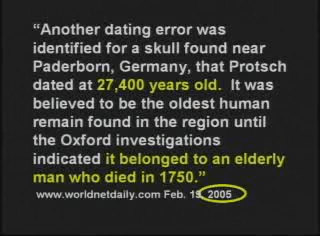 “Another dating error was
identified for a skull found near
Paderborn, Germany, that Protsch
dated at 27,400 years old.  It was
believed to be the oldest human
remain found in the region until
the Oxford investigations
indicated it belonged to an elderly
man who died in 1750.”
www.worldnetdaily.com Feb. 19, 2005